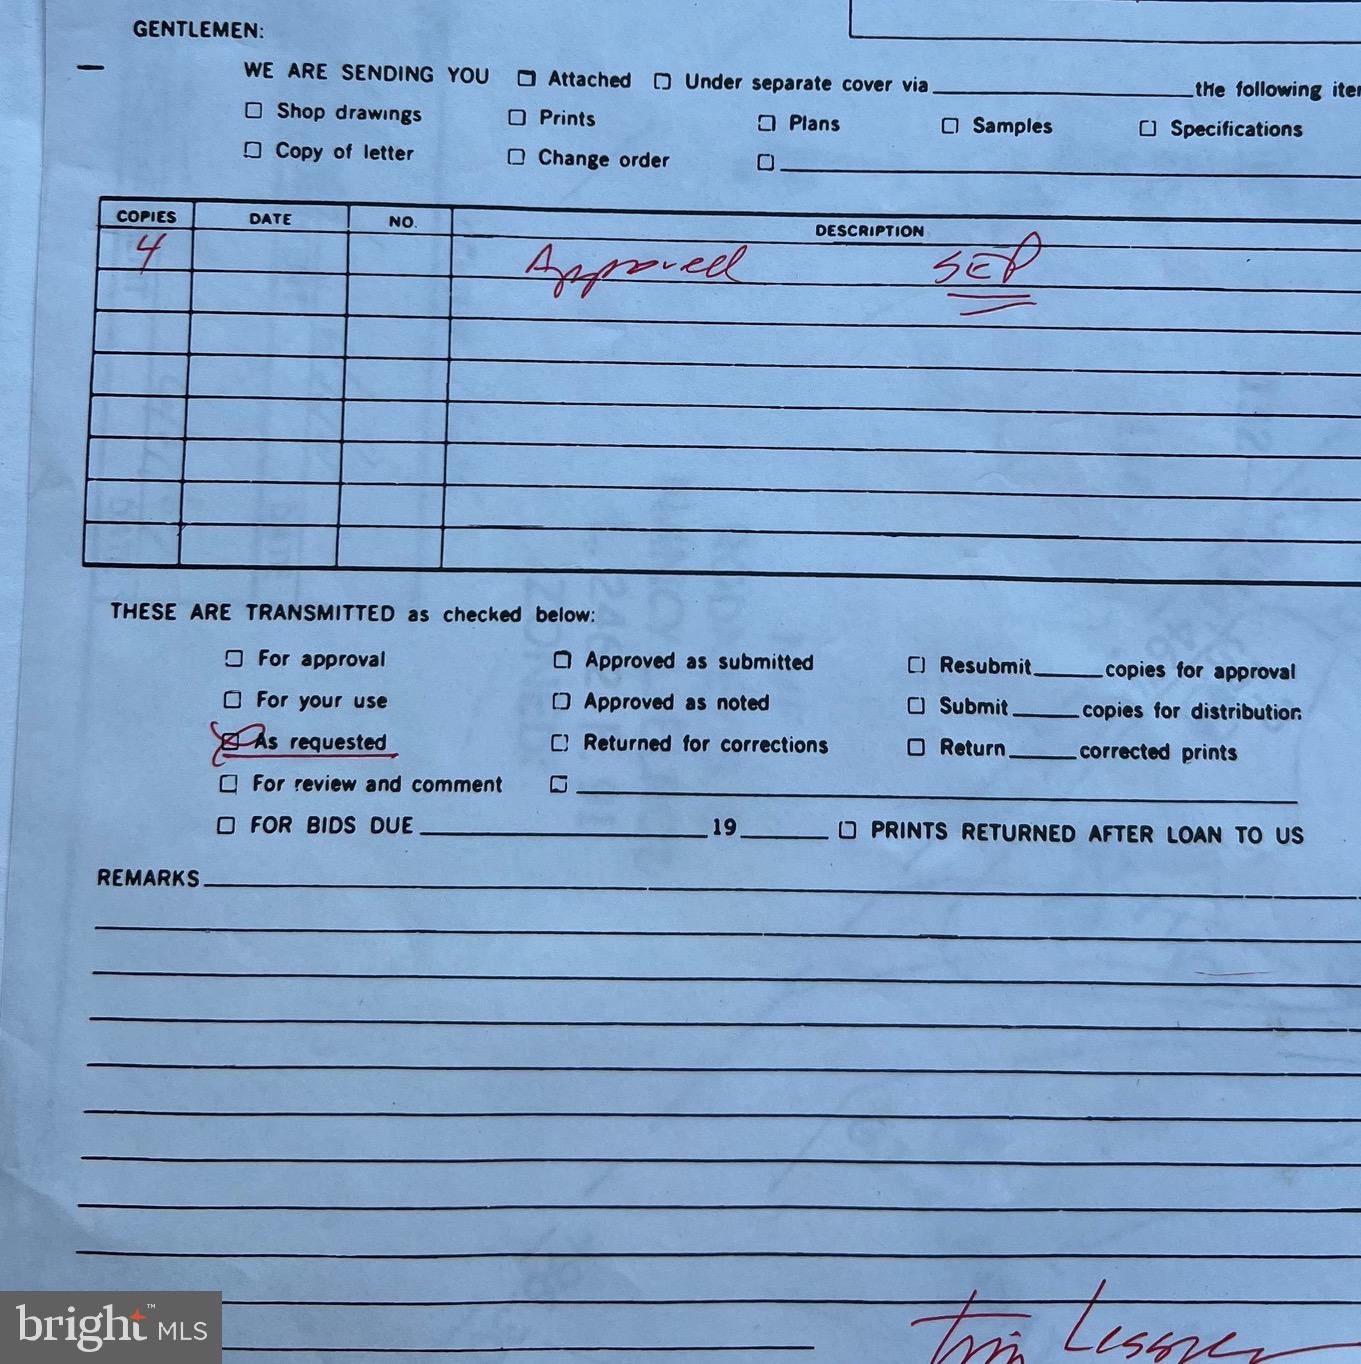 GENTLEMEN:
WE ARE SENDING YOU ☐ Attached ☐ Under separate cover via the following
☐ Shop drawings ☐ Prints ☐ Plans ☐ Samples ☐ Specifications
☐ Copy of letter ☐ Change order ☐
COPIES DATE NO. DESCRIPTION
4 Approved SEP
THESE ARE TRANSMITTED as checked below:
☐ For approval ☐ Approved as submitted ☐ Resubmit copies for approval
☐ For your use ☐ Approved as noted ☐ Submit copies for distribution
☒ As requested ☐ Returned for corrections ☐ Return corrected prints
☐ For review and comment ☐
☐ FOR BIDS DUE 19 ☐ PRINTS RETURNED AFTER LOAN TO US
REMARKS
bright™ MLS